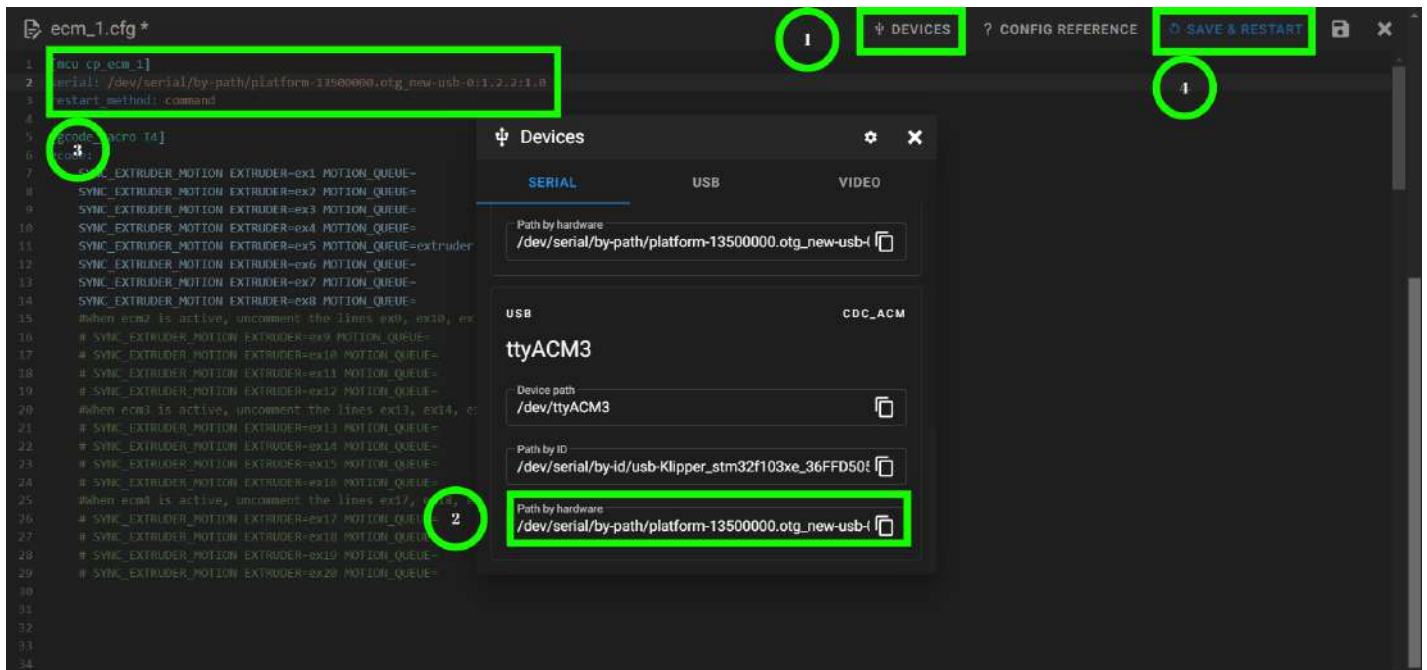 ecm_1.cfg *
1
DEVICES
? CONFIG REFERENCE
SAVE & RESTART
4
1 [mcu cp_ecm_1]
2 serial: /dev/serial/by-path/platform-13500000.otg_new-usb-0:1.2.2:1.0
3 restart_method: command
4
5 [gcode_macro T4]
3
6 gcode:
7 SYNC_EXTRUDER_MOTION EXTRUDER=ex1 MOTION_QUEUE=
8 SYNC_EXTRUDER_MOTION EXTRUDER=ex2 MOTION_QUEUE=
9 SYNC_EXTRUDER_MOTION EXTRUDER=ex3 MOTION_QUEUE=
10 SYNC_EXTRUDER_MOTION EXTRUDER=ex4 MOTION_QUEUE=
11 SYNC_EXTRUDER_MOTION EXTRUDER=ex5 MOTION_QUEUE=extruder
12 SYNC_EXTRUDER_MOTION EXTRUDER=ex6 MOTION_QUEUE=
13 SYNC_EXTRUDER_MOTION EXTRUDER=ex7 MOTION_QUEUE=
14 SYNC_EXTRUDER_MOTION EXTRUDER=ex8 MOTION_QUEUE=
15 #When ecm2 is active, uncomment the lines ex9, ex10, ex
16 # SYNC_EXTRUDER_MOTION EXTRUDER=ex9 MOTION_QUEUE=
17 # SYNC_EXTRUDER_MOTION EXTRUDER=ex10 MOTION_QUEUE=
18 # SYNC_EXTRUDER_MOTION EXTRUDER=ex11 MOTION_QUEUE=
19 # SYNC_EXTRUDER_MOTION EXTRUDER=ex12 MOTION_QUEUE=
20 #When ecm3 is active, uncomment the lines ex13, ex14, e
21 # SYNC_EXTRUDER_MOTION EXTRUDER=ex13 MOTION_QUEUE=
22 # SYNC_EXTRUDER_MOTION EXTRUDER=ex14 MOTION_QUEUE=
23 # SYNC_EXTRUDER_MOTION EXTRUDER=ex15 MOTION_QUEUE=
24 # SYNC_EXTRUDER_MOTION EXTRUDER=ex16 MOTION_QUEUE=
25 #When ecm4 is active, uncomment the lines ex17, ex18,
26 # SYNC_EXTRUDER_MOTION EXTRUDER=ex17 MOTION_QUEUE=
27 # SYNC_EXTRUDER_MOTION EXTRUDER=ex18 MOTION_QUEUE=
28 # SYNC_EXTRUDER_MOTION EXTRUDER=ex19 MOTION_QUEUE=
29 # SYNC_EXTRUDER_MOTION EXTRUDER=ex20 MOTION_QUEUE=
30
31
32
33
34
Devices
SERIAL USB VIDEO
Path by hardware
/dev/serial/by-path/platform-13500000.otg_new-usb-
USB CDC_ACM
ttyACM3
Device path
/dev/ttyACM3
Path by ID
/dev/serial/by-id/usb-Klipper_stm32f103xe_36FFD505
2
Path by hardware
/dev/serial/by-path/platform-13500000.otg_new-usb-